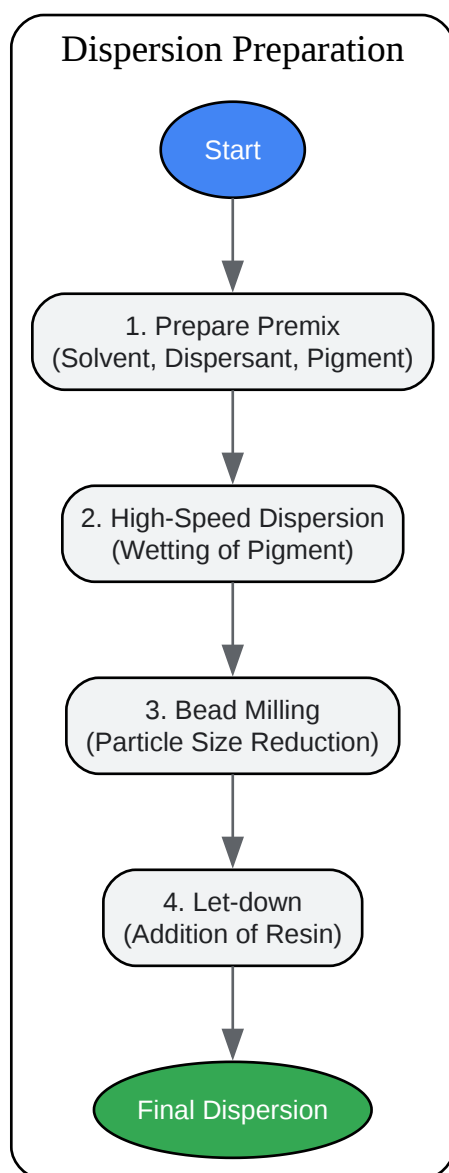 Dispersion Preparation
Start
1. Prepare Premix
(Solvent, Dispersant, Pigment)
2. High-Speed Dispersion
(Wetting of Pigment)
3. Bead Milling
(Particle Size Reduction)
4. Let-down
(Addition of Resin)
Final Dispersion